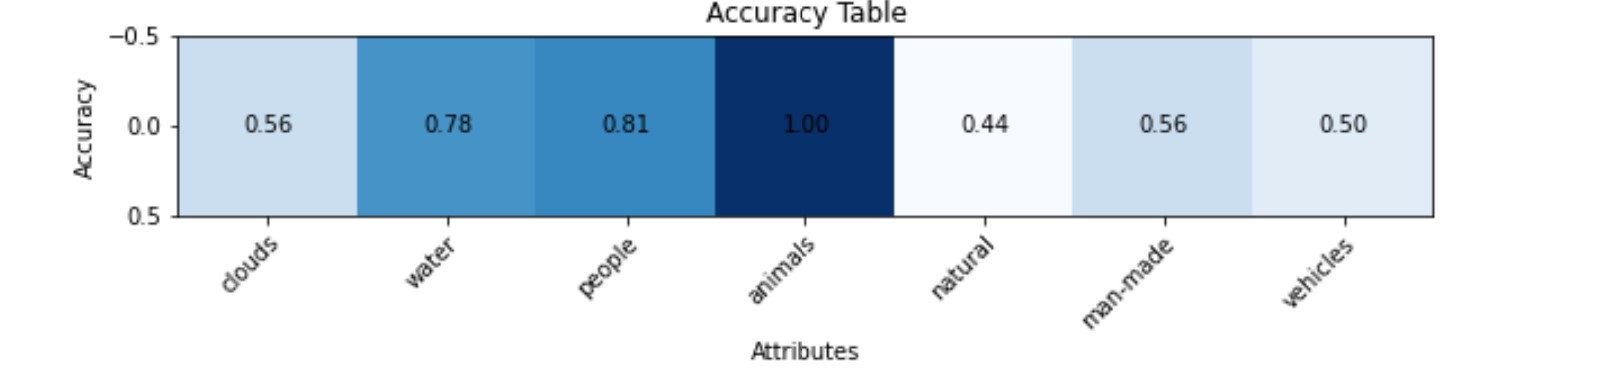 Accuracy Table
−0.5
0.0
0.5
Accuracy
0.56 0.78 0.81 1.00 0.44 0.56 0.50
clouds water people animals natural man-made vehicles
Attributes